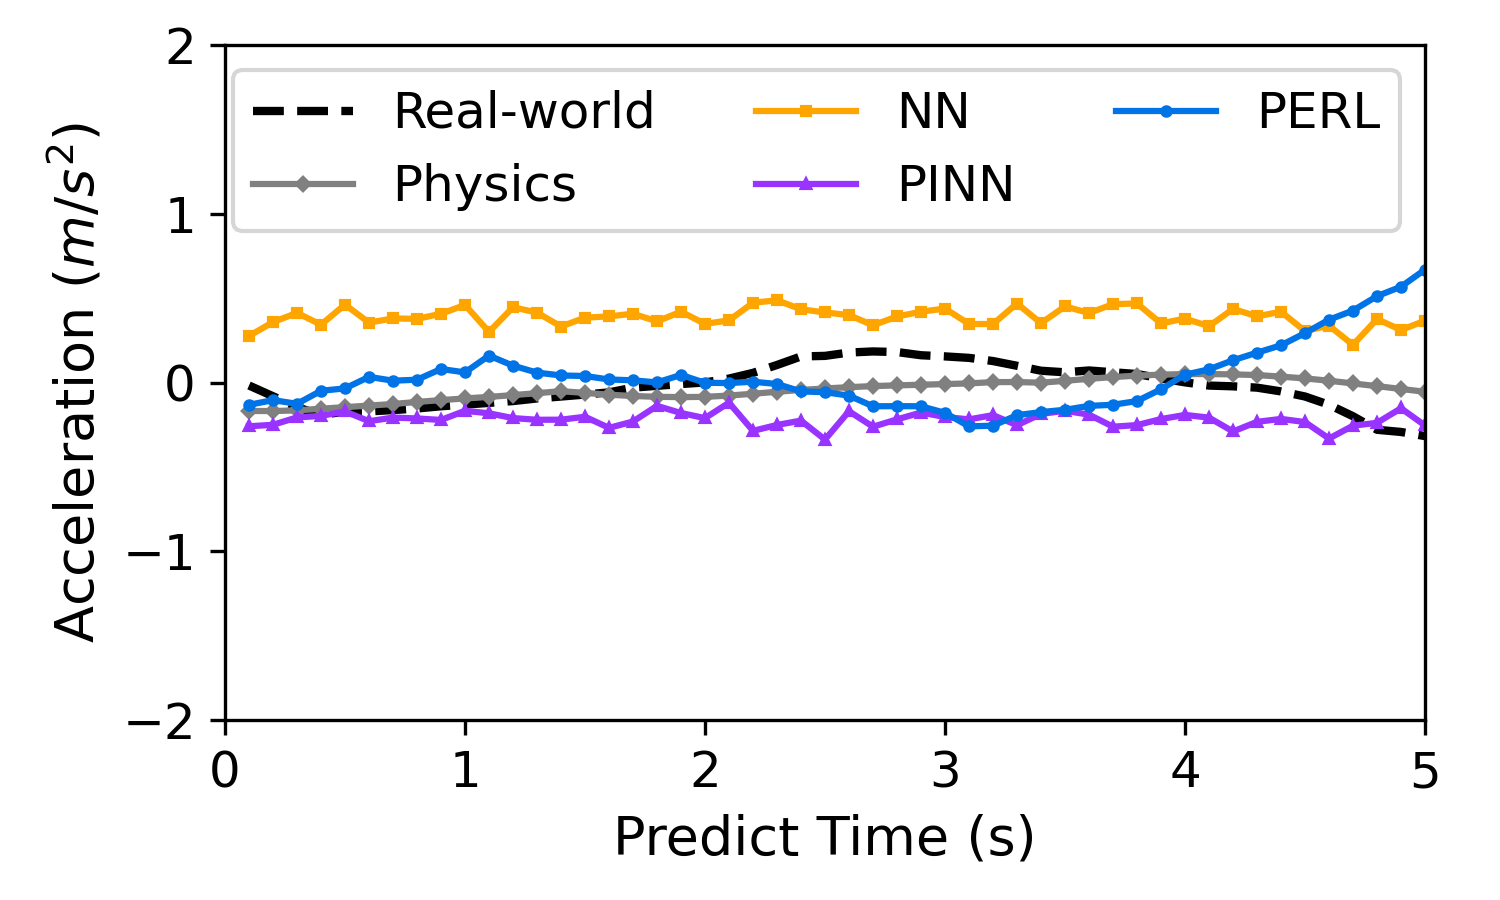 2
1
0
−1
−2
Acceleration (m/s²)
Real-world
Physics
NN
PINN
PERL
0 1 2 3 4 5
Predict Time (s)